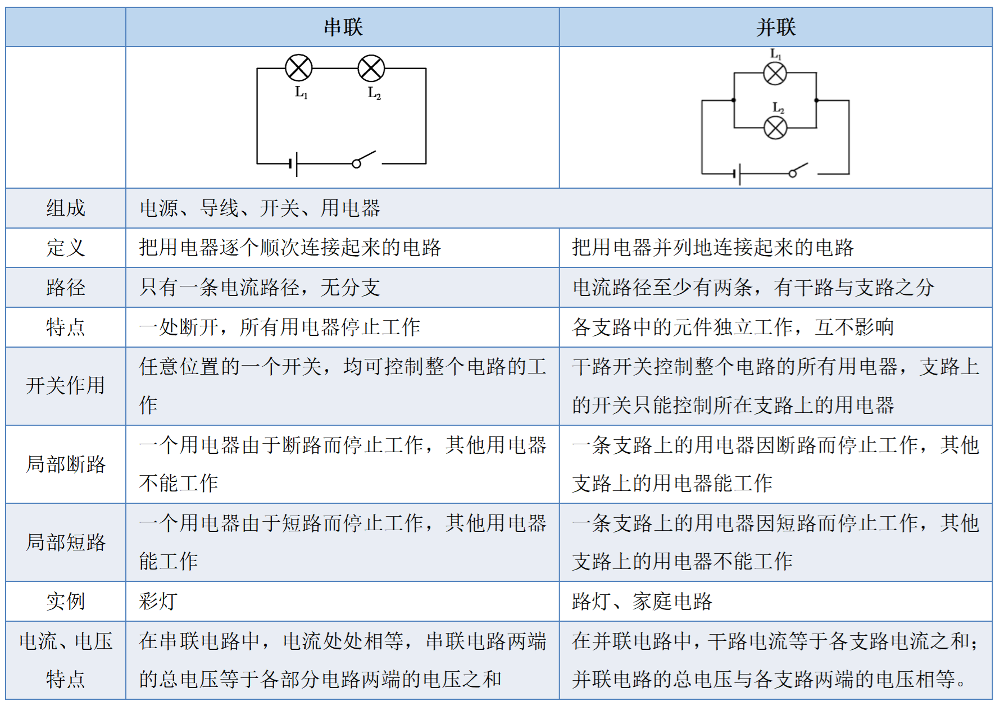 串联
并联
L₁
L₂
L₁
L₂
组成
电源、导线、开关、用电器
定义
把用电器逐个顺次连接起来的电路
把用电器并列地连接起来的电路
路径
只有一条电流路径，无分支
电流路径至少有两条，有干路与支路之分
特点
一处断开，所有用电器停止工作
各支路中的元件独立工作，互不影响
开关作用
任意位置的一个开关，均可控制整个电路的工
作
干路开关控制整个电路的所有用电器，支路上
的开关只能控制所在支路上的用电器
局部断路
一个用电器由于断路而停止工作，其他用电器
不能工作
一条支路上的用电器因断路而停止工作，其他
支路上的用电器能工作
局部短路
一个用电器由于短路而停止工作，其他用电器
能工作
一条支路上的用电器因短路而停止工作，其他
支路上的用电器不能工作
实例
彩灯
路灯、家庭电路
电流、电压
特点
在串联电路中，电流处处相等，串联电路两端
的总电压等于各部分电路两端的电压之和
在并联电路中，干路电流等于各支路电流之和；
并联电路的总电压与各支路两端的电压相等。